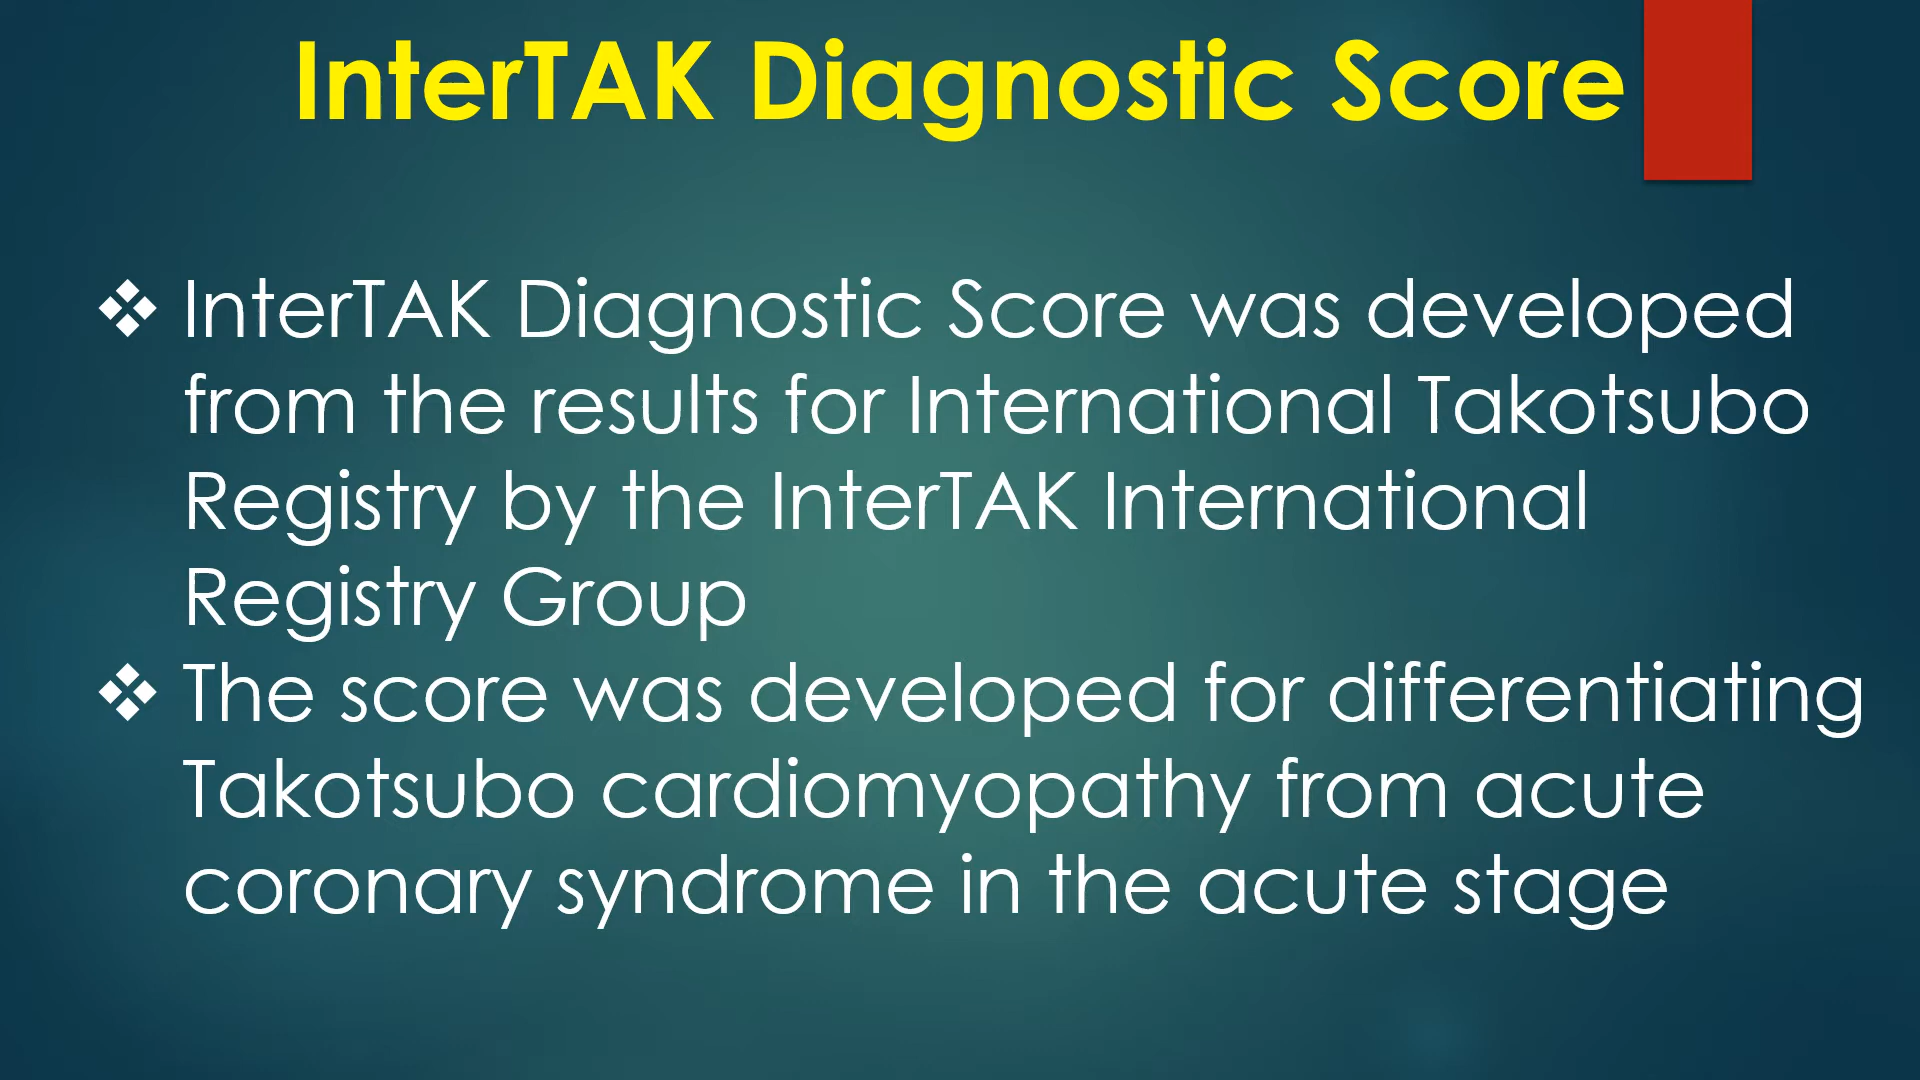 InterTAK Diagnostic Score
❖ InterTAK Diagnostic Score was developed
from the results for International Takotsubo
Registry by the InterTAK International
Registry Group
❖ The score was developed for differentiating
Takotsubo cardiomyopathy from acute
coronary syndrome in the acute stage